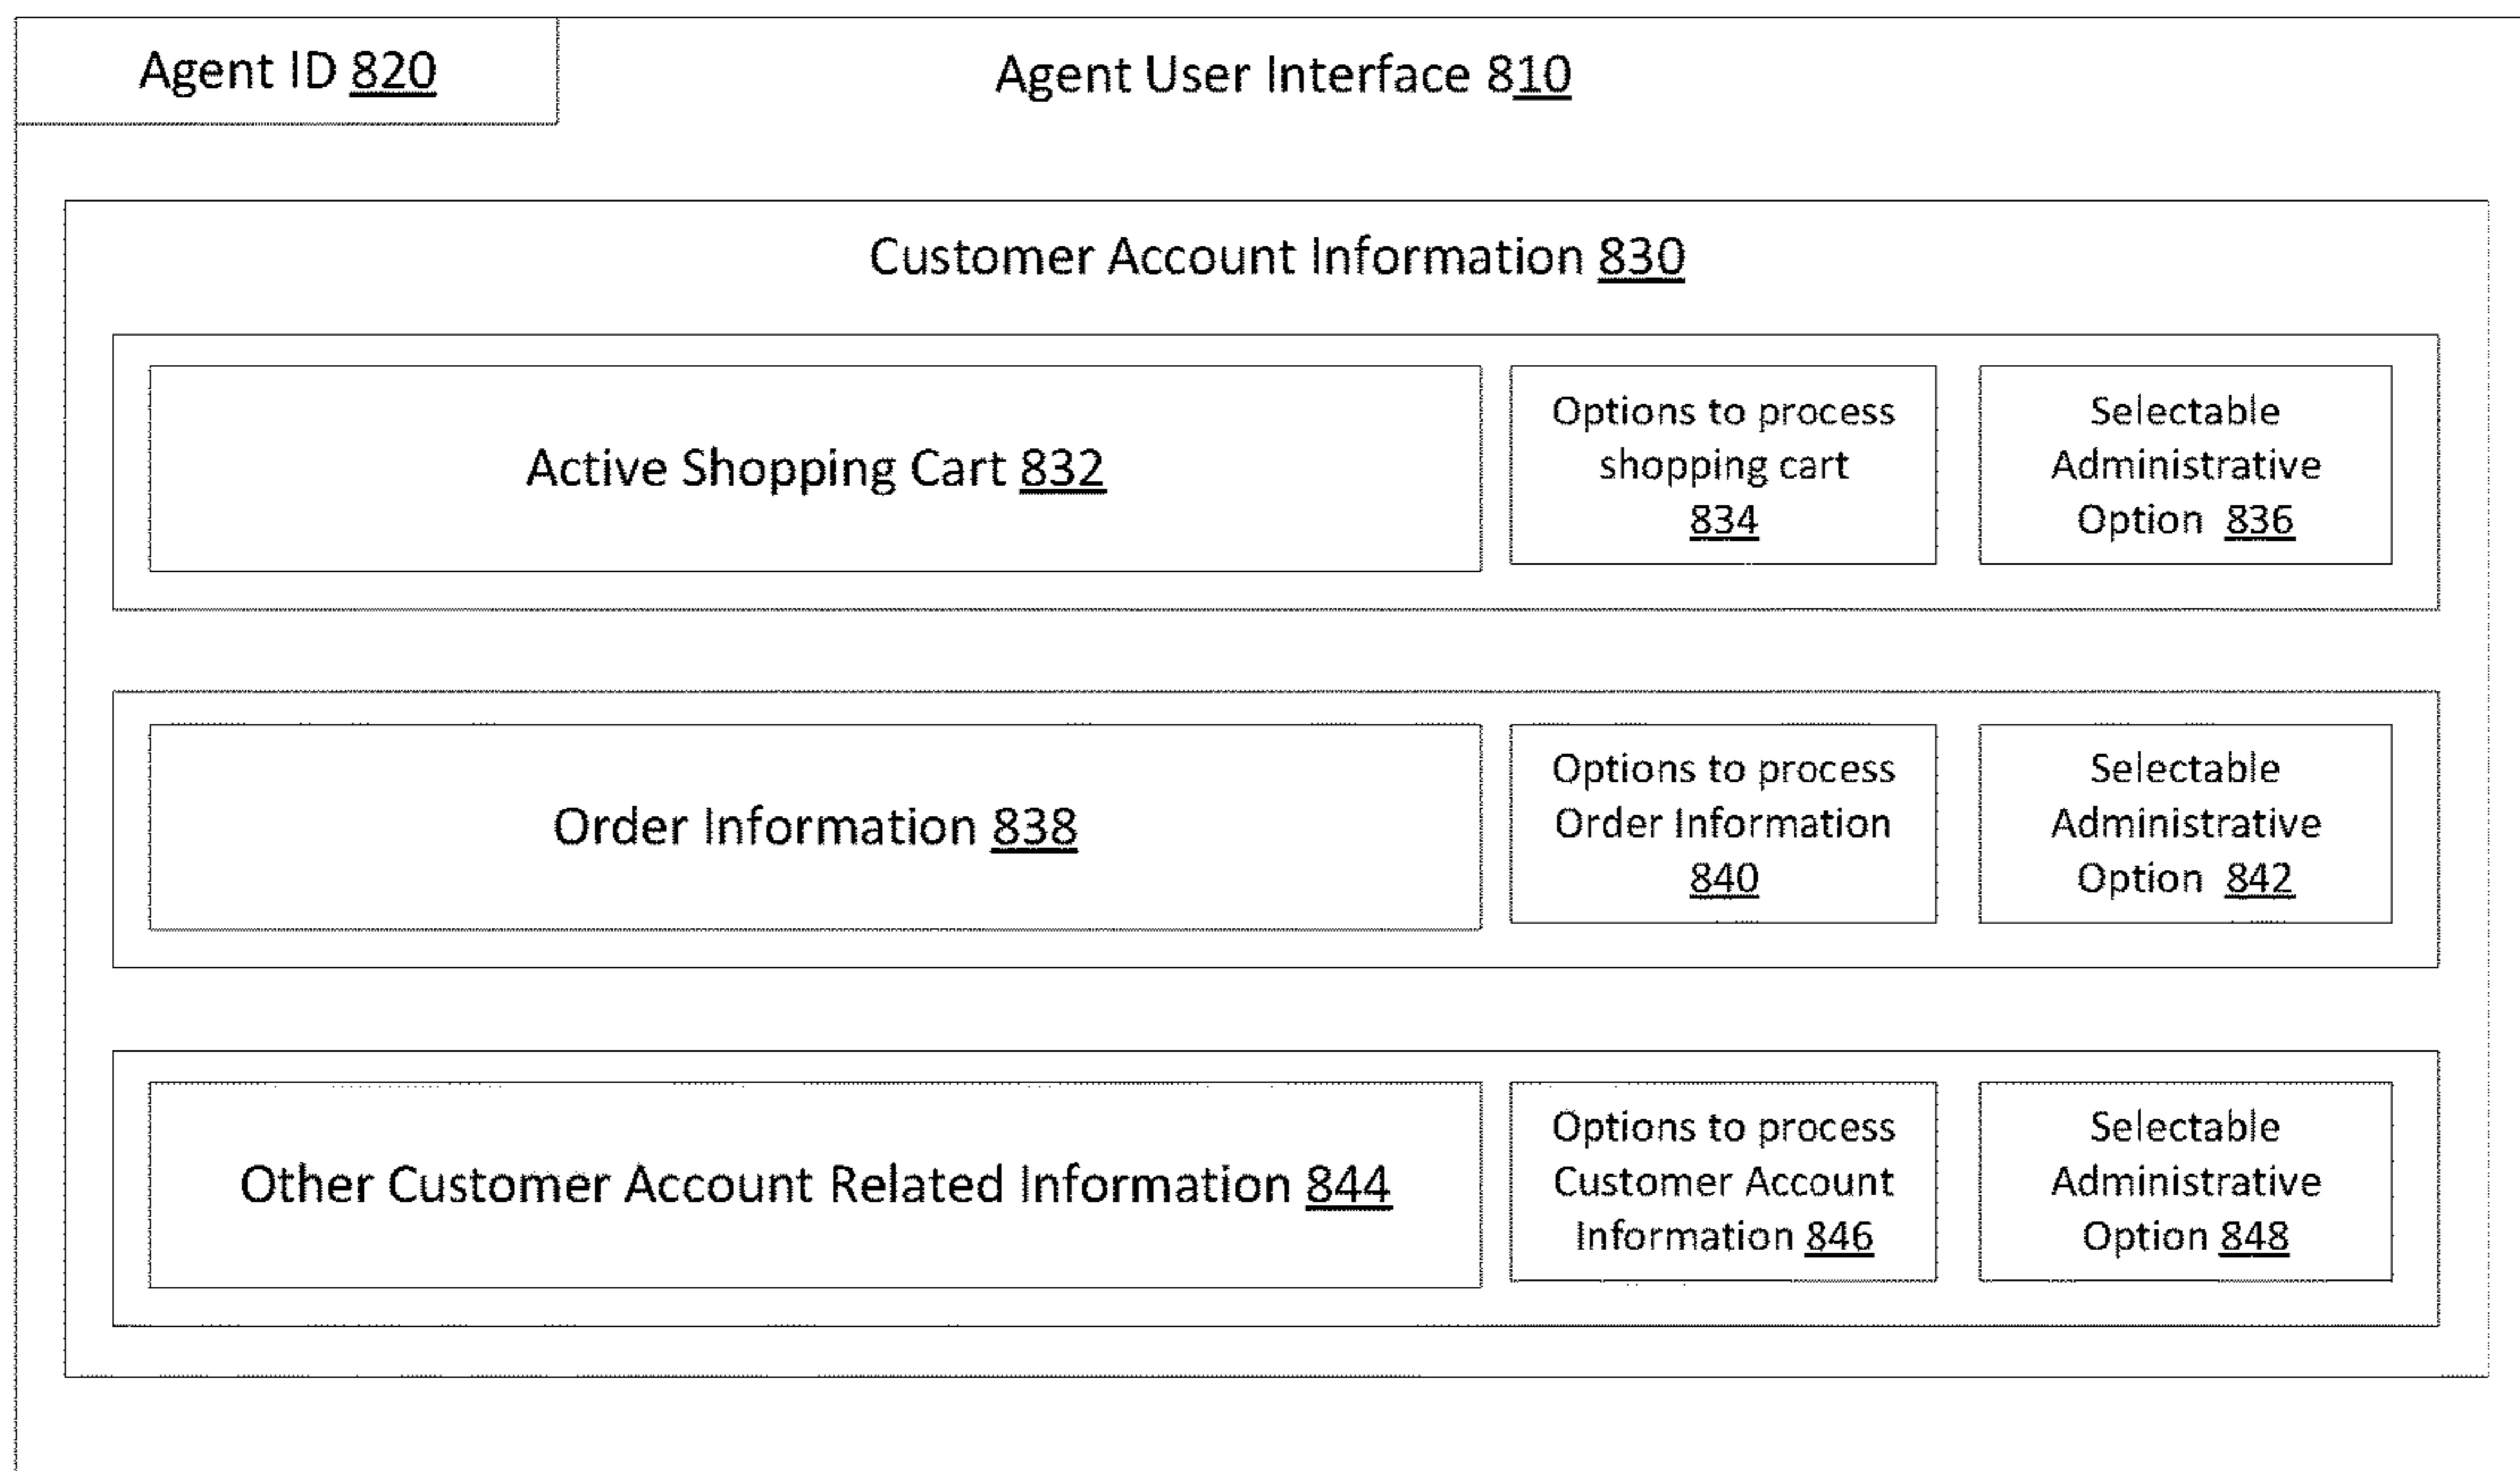 Agent ID 820
Agent User Interface 810
Customer Account Information 830
Active Shopping Cart 832
Options to process
shopping cart
834
Selectable
Administrative
Option 836
Order Information 838
Options to process
Order Information
840
Selectable
Administrative
Option 842
Other Customer Account Related Information 844
Options to process
Customer Account
Information 846
Selectable
Administrative
Option 848